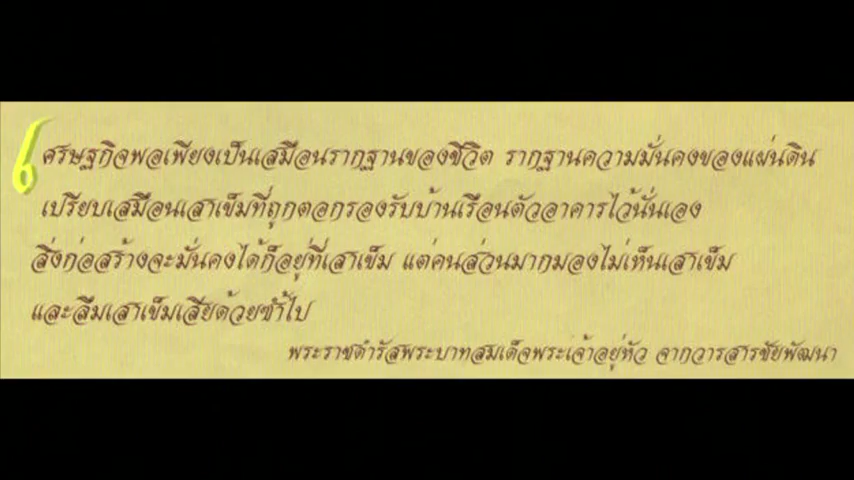 เศรษฐกิจพอเพียงเป็นเสมือนรากฐานของชีวิต รากฐานความมั่นคงของแผ่นดิน
เปรียบเสมือนเสาเข็มที่ถูกตอกรองรับบ้านเรือนตัวอาคารไว้นั่นเอง
สิ่งก่อสร้างจะมั่นคงได้ก็อยู่ที่เสาเข็ม แต่คนส่วนมากมองไม่เห็นเสาเข็ม
และลืมเสาเข็มเสียด้วยซ้ำไป
พระราชดำรัสพระบาทสมเด็จพระเจ้าอยู่หัว จากวารสารชัยพัฒนา